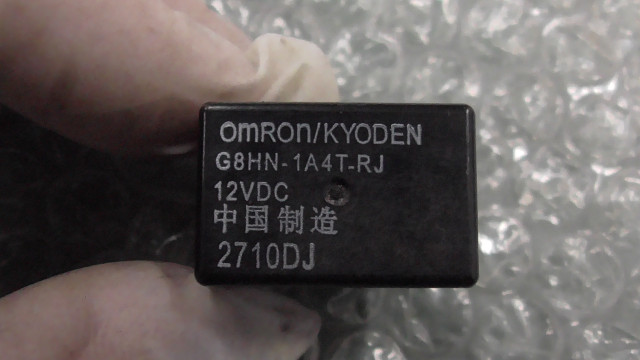 omRon/KYODEN
G8HN-1A4T-RJ
12VDC
中国制造
2710DJ